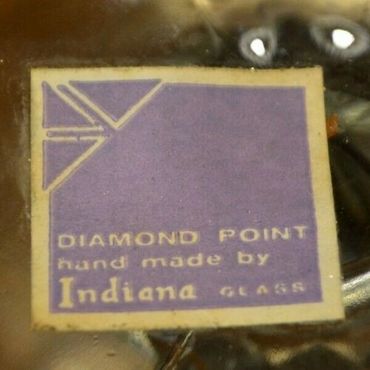 DIAMOND POINT
hand made by
Indiana GLASS